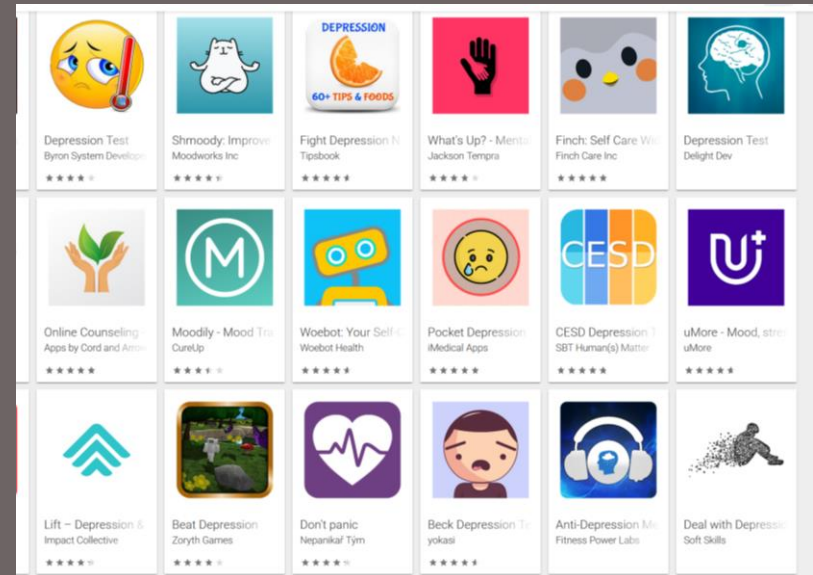 DEPRESSION
60+ TIPS & FOODS
Depression Test
Byron System Develop
Shmoody: Improve
Moodworks Inc
Fight Depression N
Tipsbook
What's Up? - Menta
Jackson Tempra
Finch: Self Care Wi
Finch Care Inc
Depression Test
Delight Dev
M
CESD
Online Counseling
Apps by Cord and Arrow
Moodily - Mood Tra
CureUp
Woebot: Your Self-C
Woebot Health
Pocket Depression
iMedical Apps
CESD Depression T
SBT Human(s) Matter
uMore - Mood, stre
uMore
Lift – Depression &
Impact Collective
Beat Depression
Zoryth Games
Don't panic
Nepanikař Tým
Beck Depression Te
yokasi
Anti-Depression Me
Fitness Power Labs
Deal with Depressic
Soft Skills